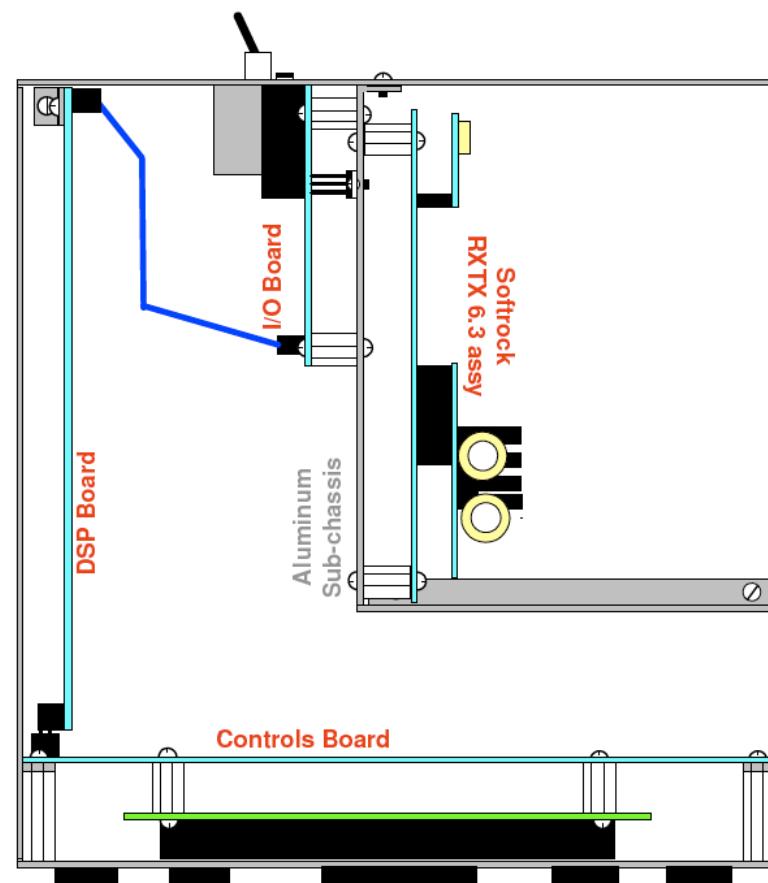 I/O Board
Softrock
RXTX 6.3 assy
DSP Board
Aluminum
Sub-chassis
Controls Board